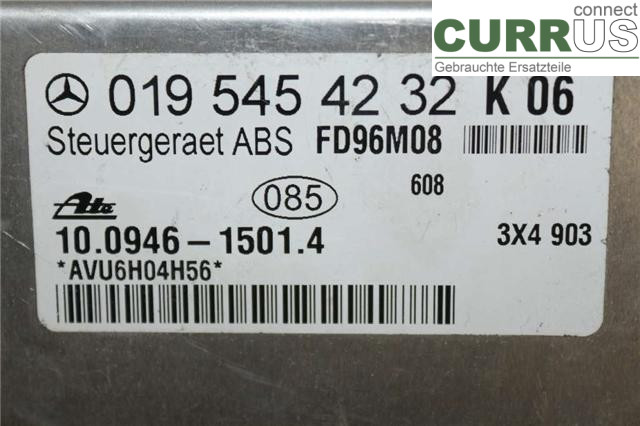 connect
CURRUS
Gebrauchte Ersatzteile
019 545 42 32 K 06
Steuergeraet ABS FD96M08
085 608
Ate
10.0946-1501.4 3X4 903
*AVU6H04H56*